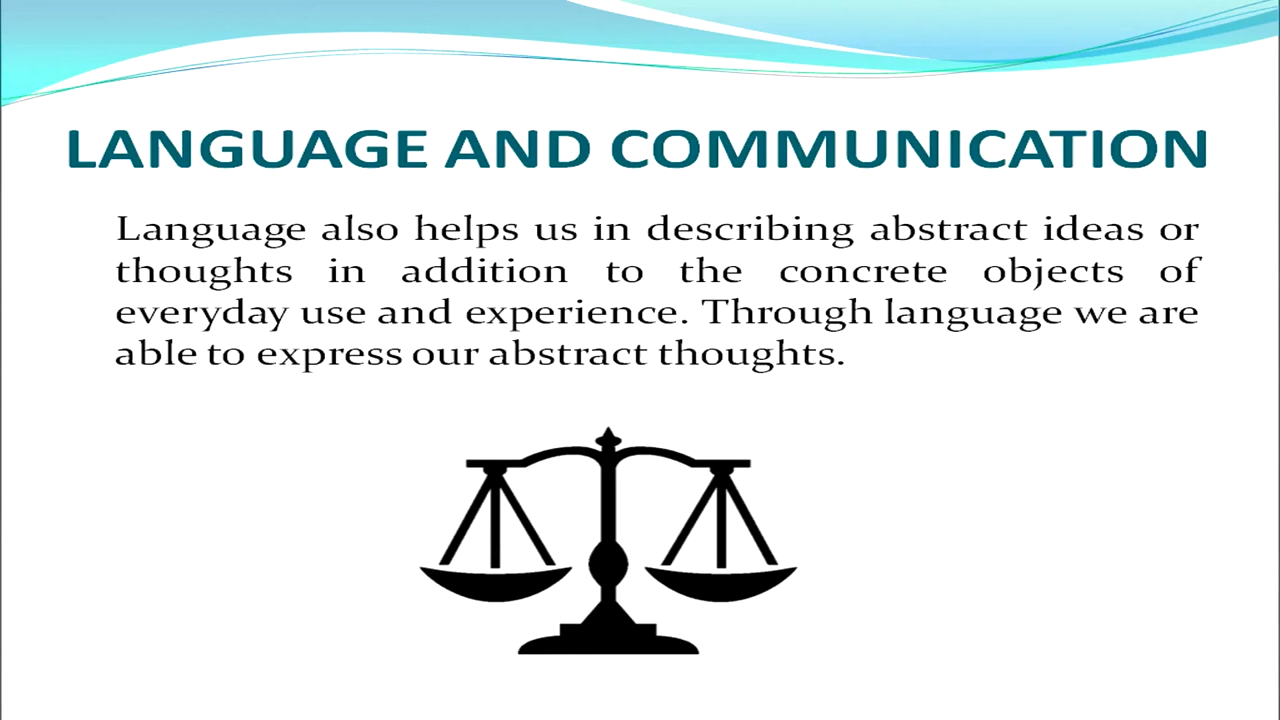 LANGUAGE AND COMMUNICATION
Language also helps us in describing abstract ideas or
thoughts in addition to the concrete objects of
everyday use and experience. Through language we are
able to express our abstract thoughts.